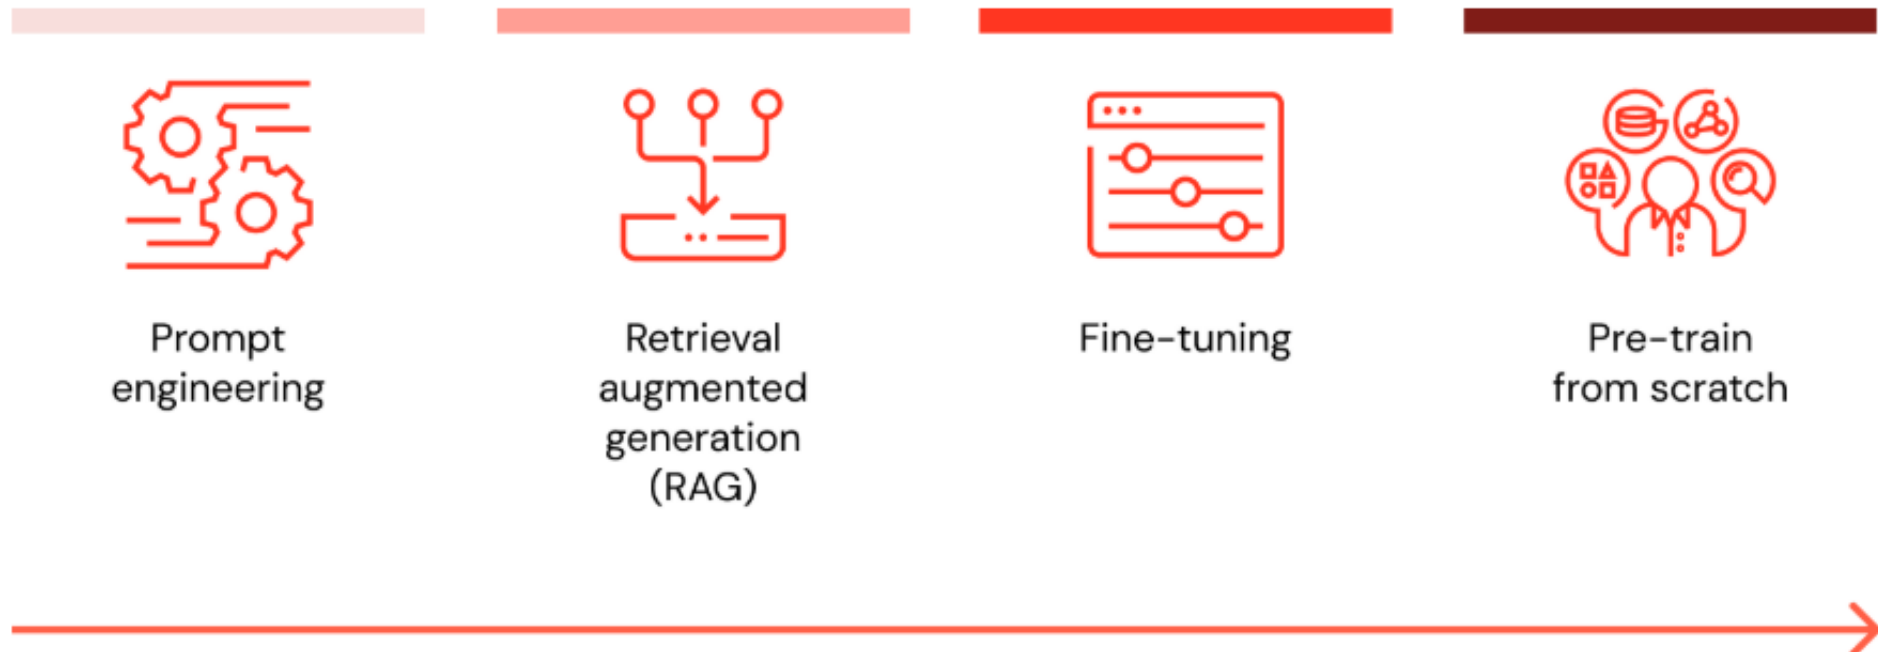 Prompt
engineering
Retrieval
augmented
generation
(RAG)
Fine-tuning
Pre-train
from scratch